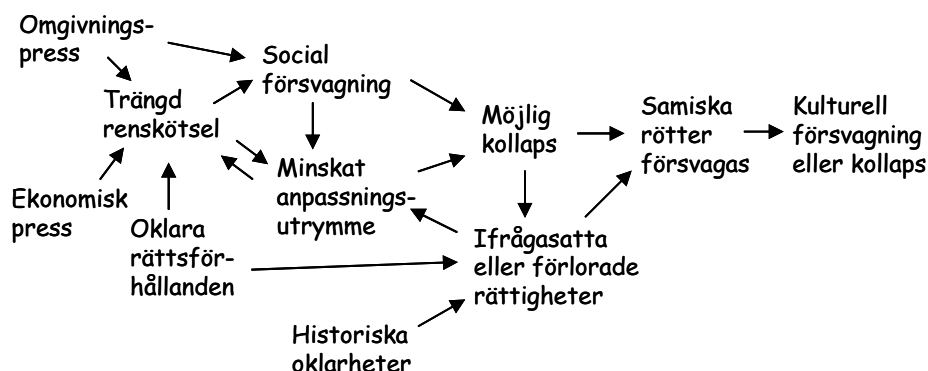 Omgivnings-
press
Social
försvagning
Trängd
renskötsel
Möjlig
kollaps
Samiska
rötter
försvagas
Kulturell
försvagning
eller kollaps
Minskat
anpassnings-
utrymme
Ekonomisk
press
Oklara
rättsför-
hållanden
Ifrågasatta
eller förlorade
rättigheter
Historiska
oklarheter